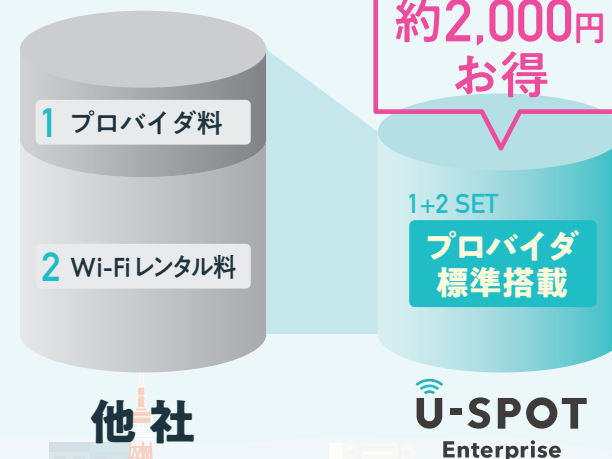 約2,000円
お得
1 プロバイダ料
2 Wi-Fiレンタル料
1+2 SET
プロバイダ
標準搭載
他社
U-SPOT
Enterprise